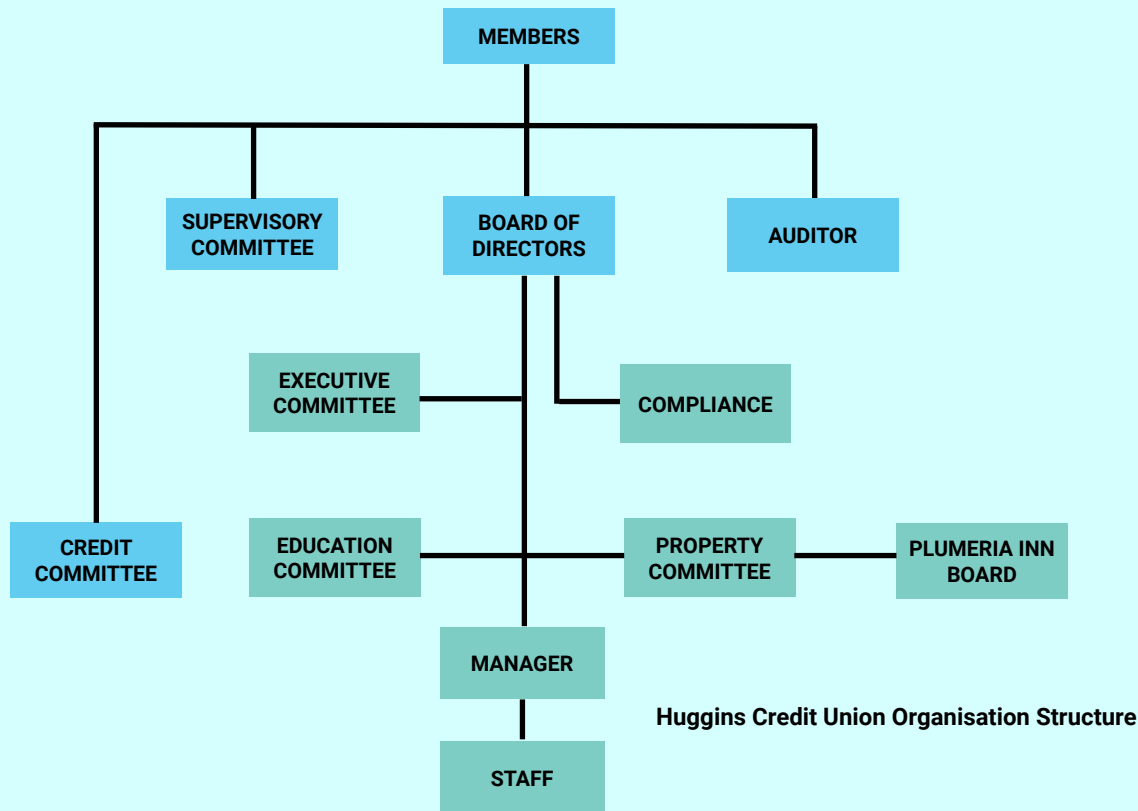 MEMBERS
SUPERVISORY
COMMITTEE
BOARD OF
DIRECTORS
AUDITOR
EXECUTIVE
COMMITTEE
COMPLIANCE
CREDIT
COMMITTEE
EDUCATION
COMMITTEE
PROPERTY
COMMITTEE
PLUMERIA INN
BOARD
MANAGER
Huggins Credit Union Organisation Structure
STAFF